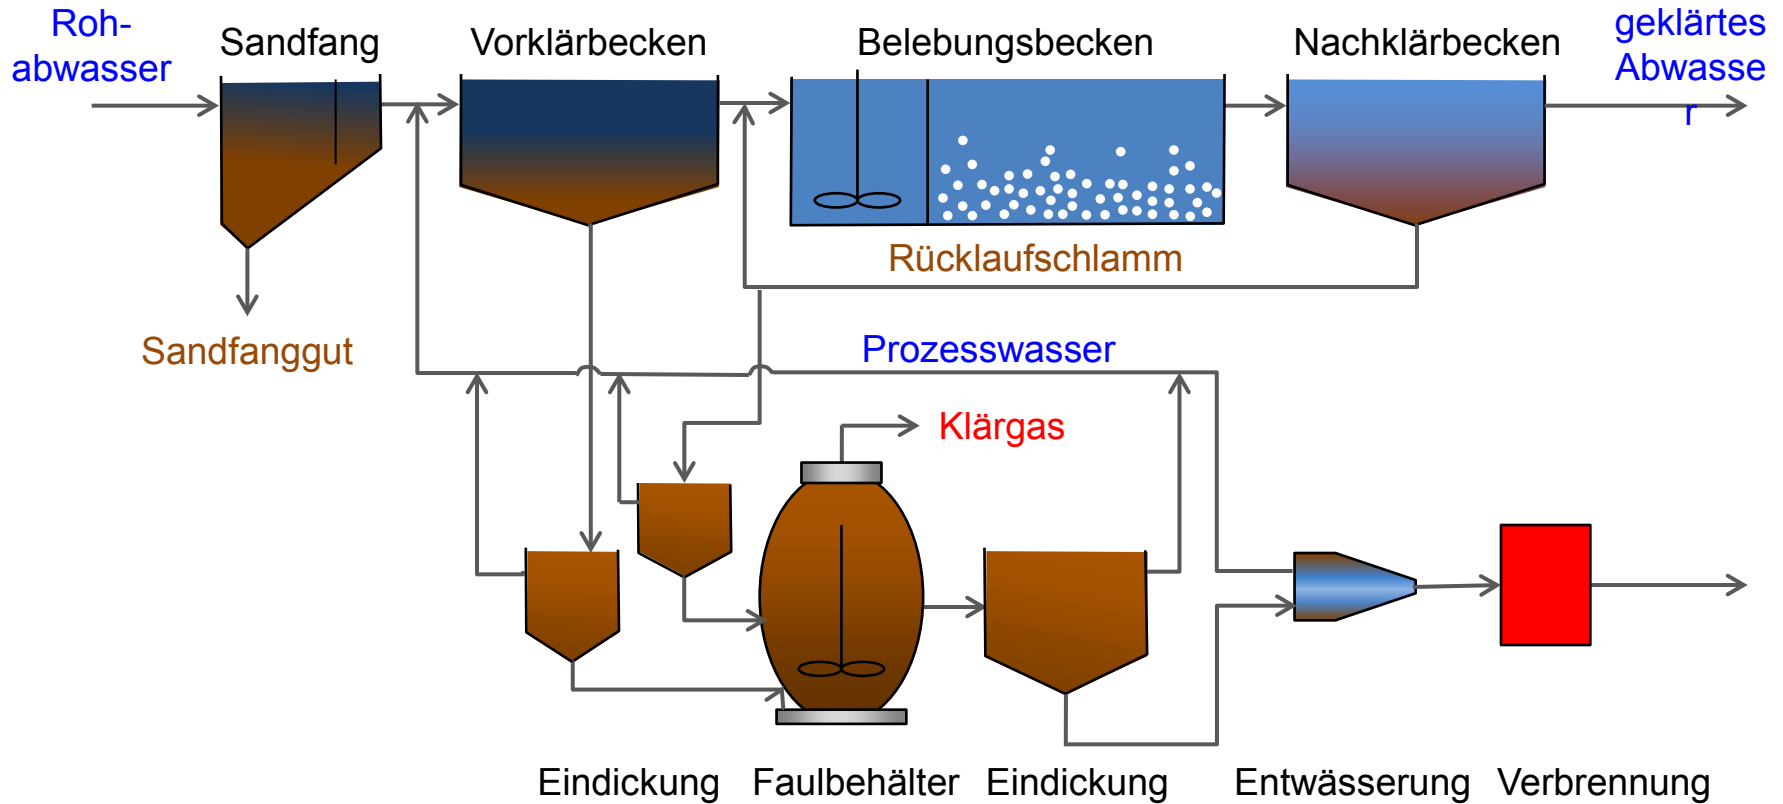 Roh-
abwasser
Sandfang
Vorklärbecken
Belebungsbecken
Nachklärbecken
geklärtes
Abwasse
r
Rücklaufschlamm
Sandfanggut
Prozesswasser
Klärgas
Eindickung
Faulbehälter
Eindickung
Entwässerung
Verbrennung